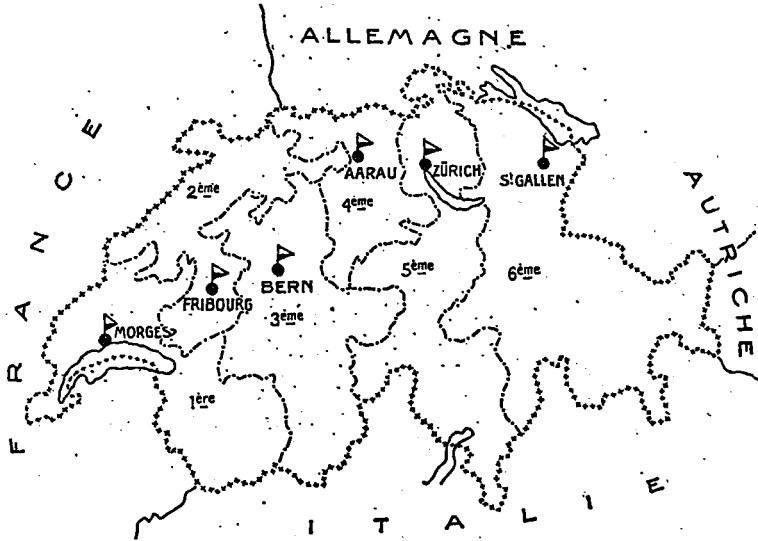 ALLEMAGNE
FRANCE
AUTRICHE
ITALIE
AARAU
ZÜRICH
St GALLEN
2ème
4ème
5ème
6ème
FRIBOURG
BERN
3ème
MORGES
1ère